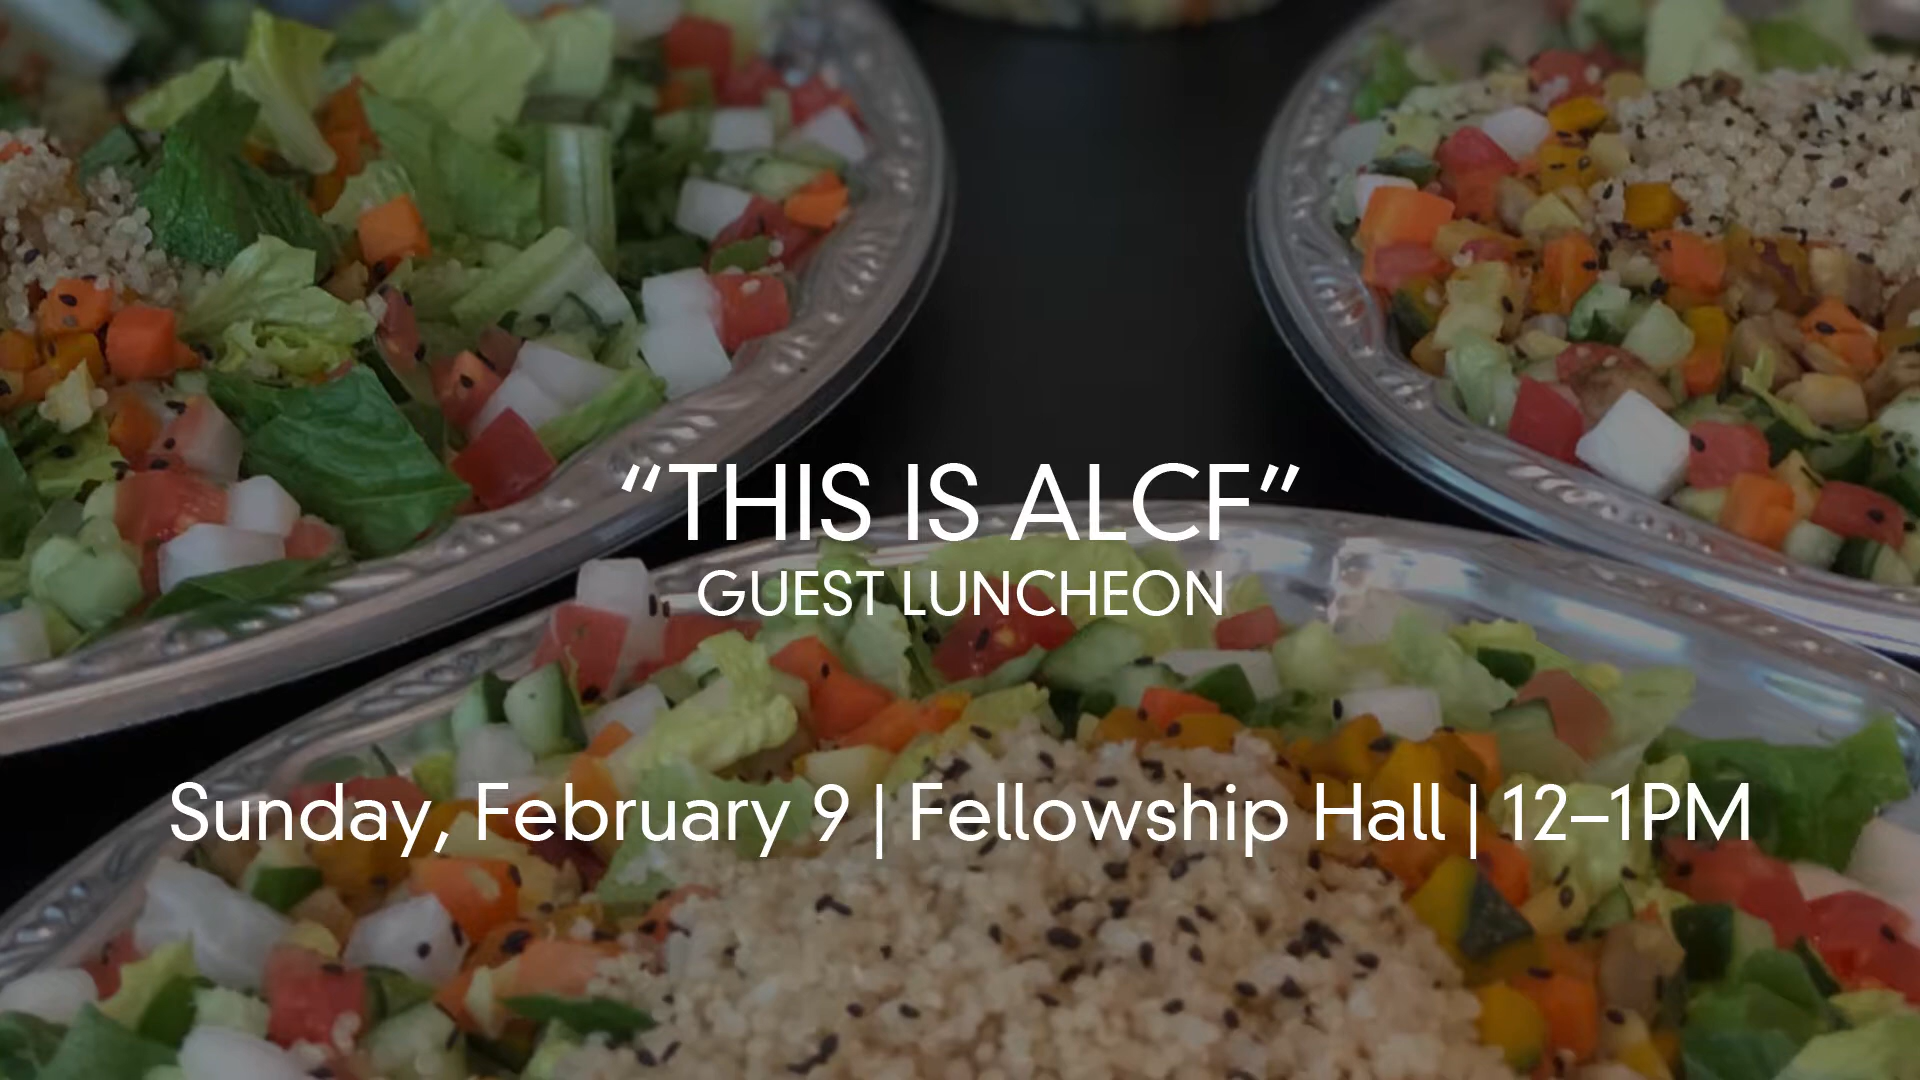 “THIS IS ALCF”
GUEST LUNCHEON
Sunday, February 9 | Fellowship Hall | 12–1PM